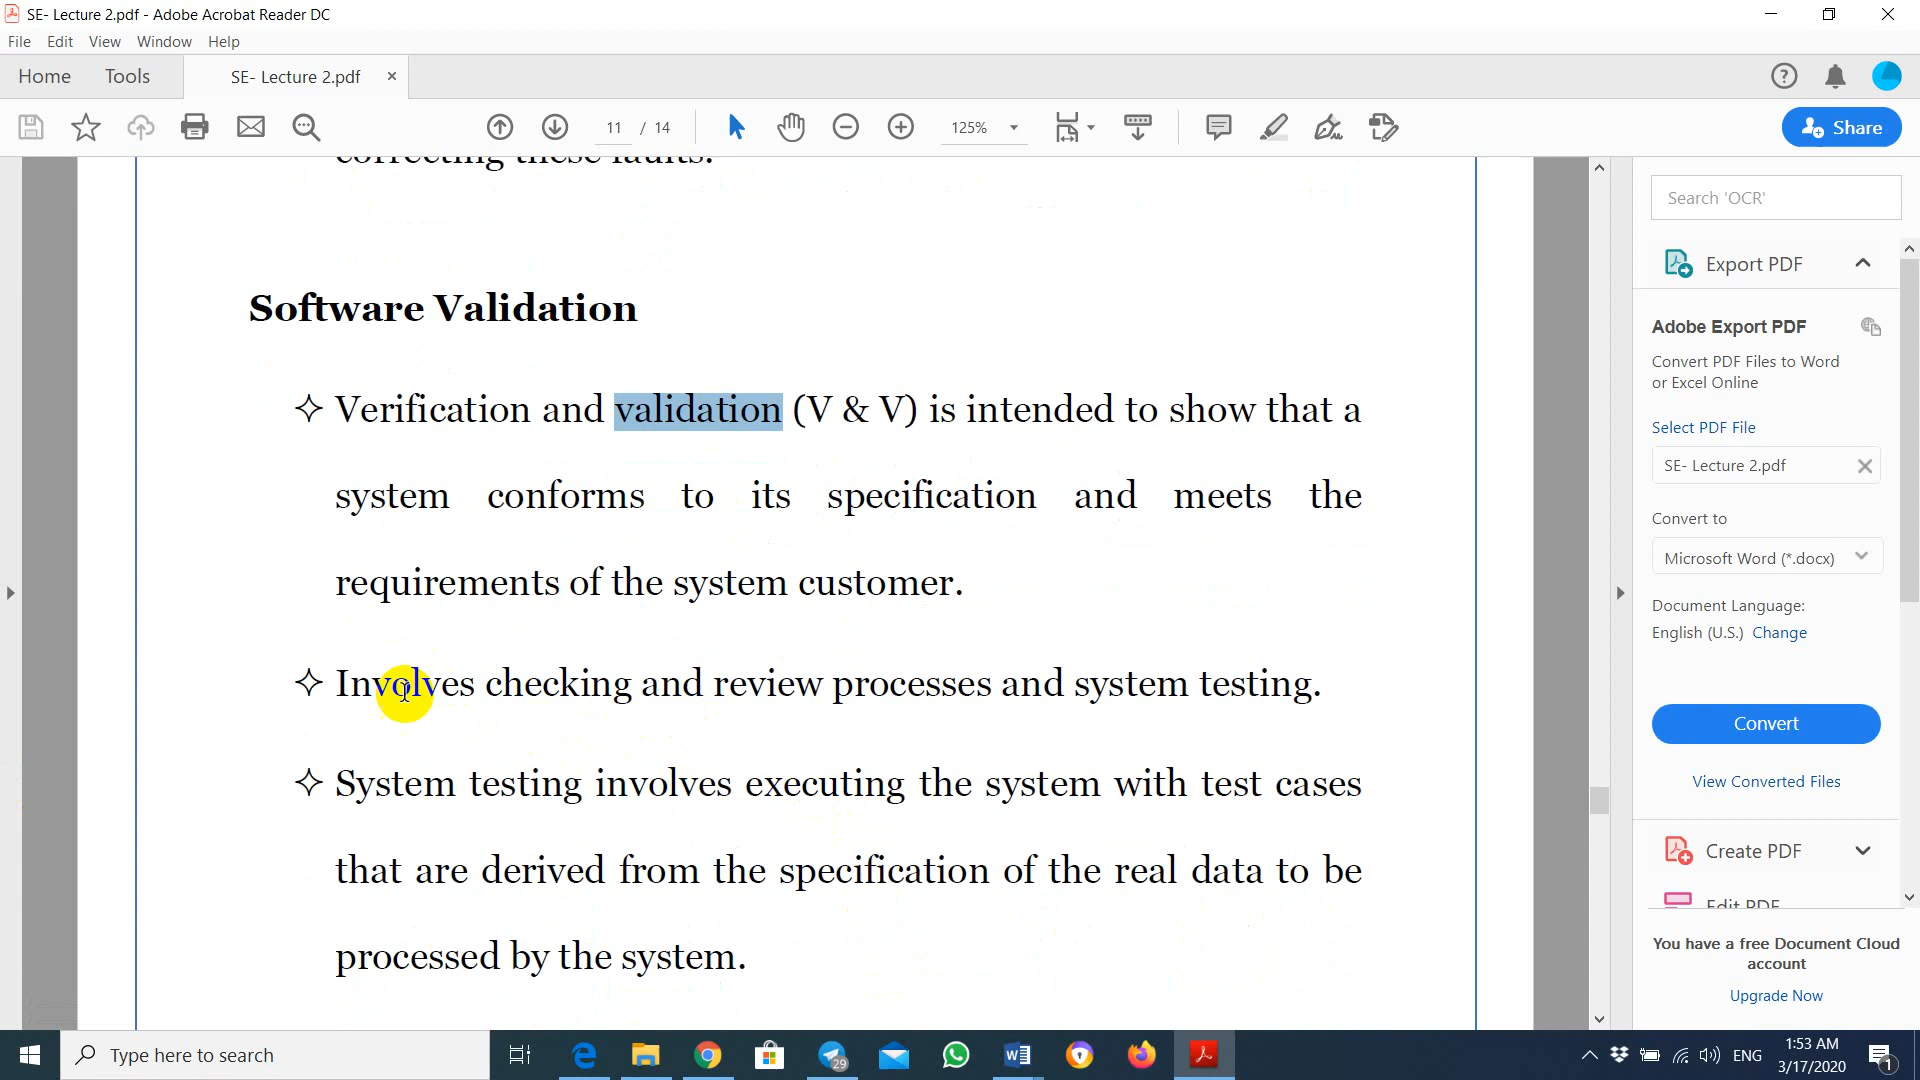 SE- Lecture 2.pdf - Adobe Acrobat Reader DC
File Edit View Window Help
Home Tools SE- Lecture 2.pdf ×
11 / 14 125% Share
correcting these faults.
Software Validation
✧ Verification and validation (V & V) is intended to show that a
system conforms to its specification and meets the
requirements of the system customer.
✧ Involves checking and review processes and system testing.
✧ System testing involves executing the system with test cases
that are derived from the specification of the real data to be
processed by the system.
Search 'OCR'
Export PDF
Adobe Export PDF
Convert PDF Files to Word
or Excel Online
Select PDF File
SE- Lecture 2.pdf
Convert to
Microsoft Word (*.docx)
Document Language:
English (U.S.) Change
Convert
View Converted Files
Create PDF
Edit PDF
You have a free Document Cloud
account
Upgrade Now
Type here to search
29
ENG
1:53 AM
3/17/2020
1